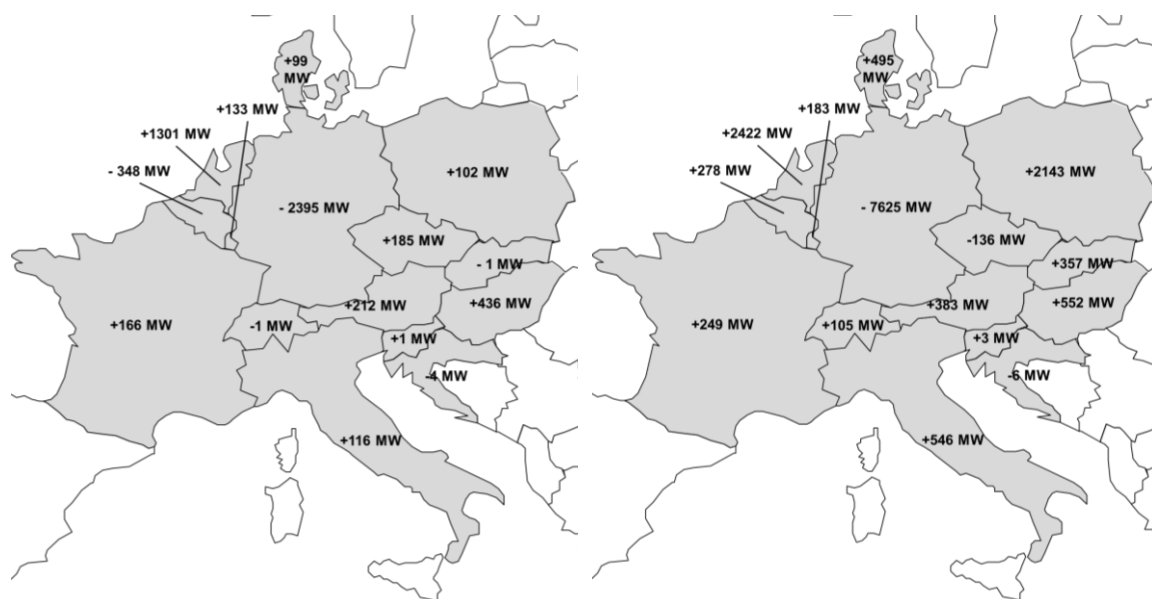 +99
MW
+133 MW
+1301 MW
- 348 MW
+102 MW
- 2395 MW
+185 MW
- 1 MW
+212 MW
+436 MW
+166 MW
-1 MW
+1 MW
-4 MW
+116 MW
+495
MW
+183 MW
+2422 MW
+278 MW
+2143 MW
- 7625 MW
-136 MW
+357 MW
+383 MW
+552 MW
+249 MW
+105 MW
+3 MW
-6 MW
+546 MW